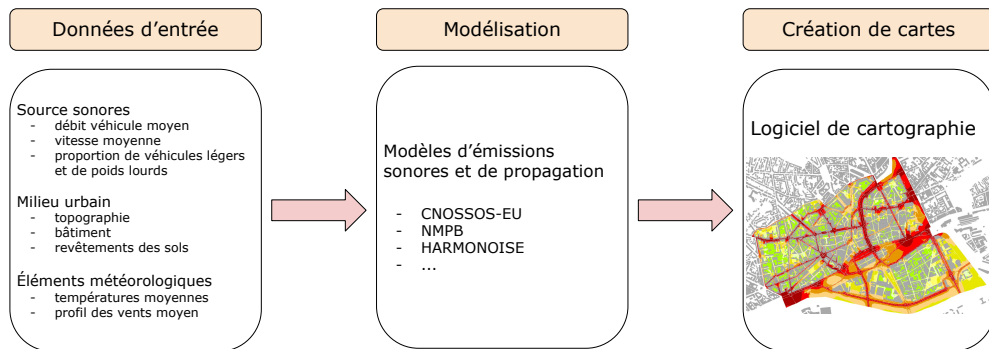 Données d'entrée
Source sonores
- débit véhicule moyen
- vitesse moyenne
- proportion de véhicules légers
et de poids lourds
Milieu urbain
- topographie
- bâtiment
- revêtements des sols
Éléments météorologiques
- températures moyennes
- profil des vents moyen
Modélisation
Modèles d'émissions
sonores et de propagation
- CNOSSOS-EU
- NMPB
- HARMONOISE
- ...
Création de cartes
Logiciel de cartographie